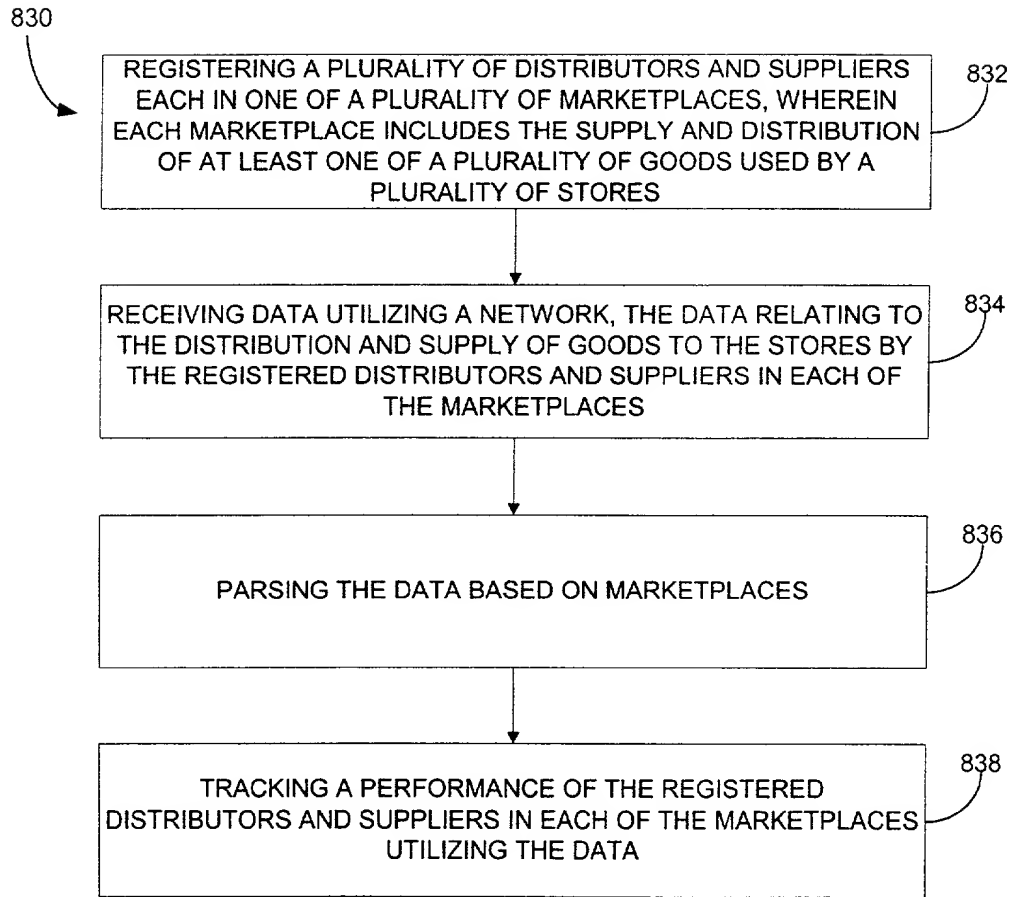 830
REGISTERING A PLURALITY OF DISTRIBUTORS AND SUPPLIERS
832
EACH IN ONE OF A PLURALITY OF MARKETPLACES, WHEREIN
EACH MARKETPLACE INCLUDES THE SUPPLY AND DISTRIBUTION
OF AT LEAST ONE OF A PLURALITY OF GOODS USED BY A
PLURALITY OF STORES
834
RECEIVING DATA UTILIZING A NETWORK, THE DATA RELATING TO
THE DISTRIBUTION AND SUPPLY OF GOODS TO THE STORES BY
THE REGISTERED DISTRIBUTORS AND SUPPLIERS IN EACH OF
THE MARKETPLACES
836
PARSING THE DATA BASED ON MARKETPLACES
838
TRACKING A PERFORMANCE OF THE REGISTERED
DISTRIBUTORS AND SUPPLIERS IN EACH OF THE MARKETPLACES
UTILIZING THE DATA